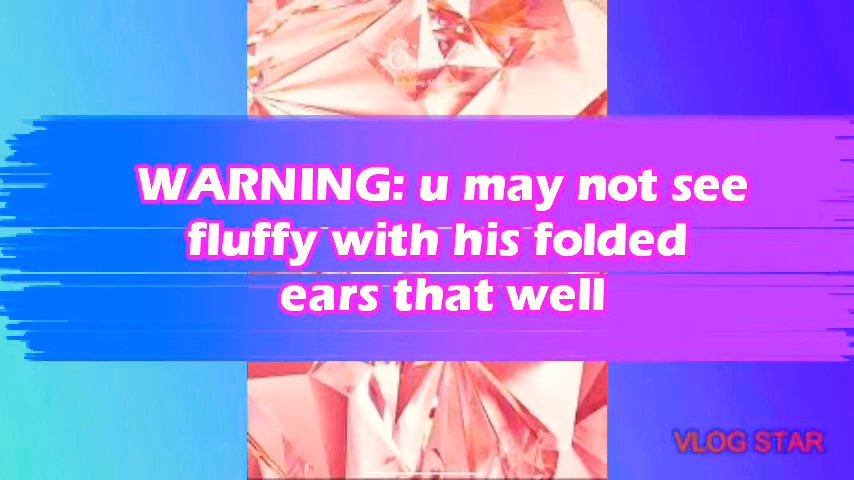 WARNING: u may not see
fluffy with his folded
ears that well
VLOG STAR